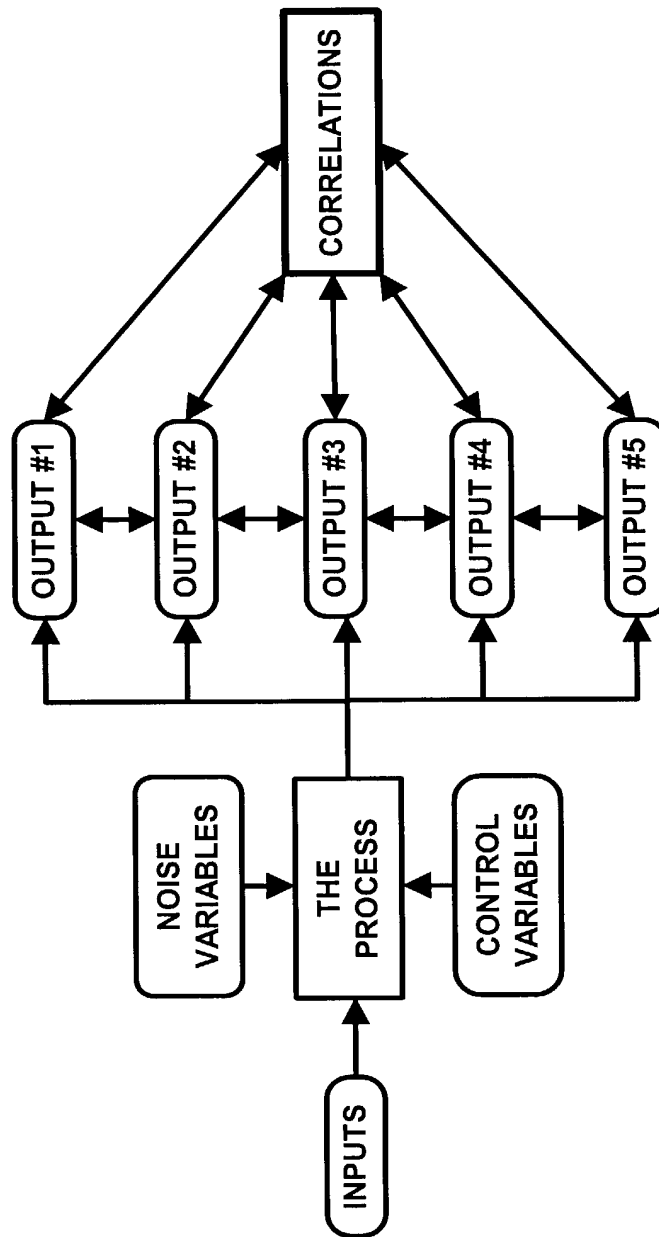 INPUTS
NOISE
VARIABLES
THE
PROCESS
CONTROL
VARIABLES
OUTPUT #1
OUTPUT #2
OUTPUT #3
OUTPUT #4
OUTPUT #5
CORRELATIONS